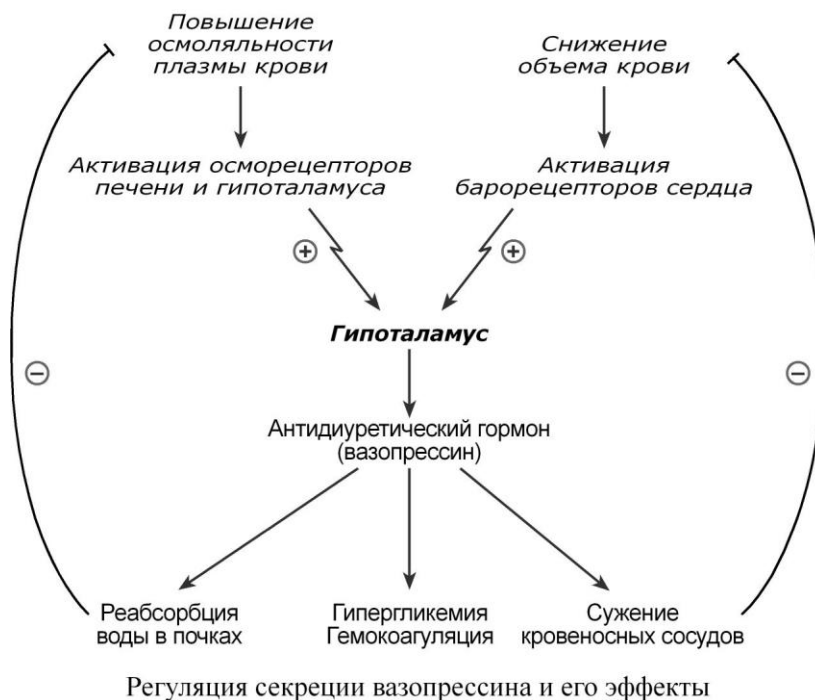 Повышение
осмоляльности
плазмы крови
Снижение
объема крови
Активация осморецепторов
печени и гипоталамуса
Активация
барорецепторов сердца
+
+
Гипоталамус
−
−
Антидиуретический гормон
(вазопрессин)
Реабсорбция
воды в почках
Гипергликемия
Гемокоагуляция
Сужение
кровеносных сосудов
Регуляция секреции вазопрессина и его эффекты